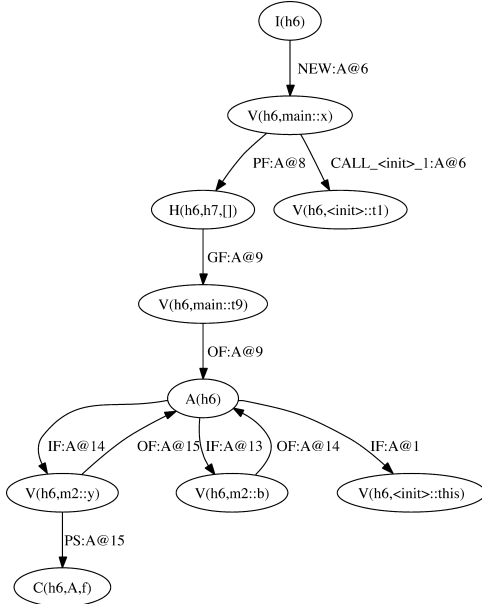 I(h6)
NEW:A@6
V(h6,main::x)
PF:A@8
CALL_<init>_1:A@6
H(h6,h7,[])
V(h6,<init>::t1)
GF:A@9
V(h6,main::t9)
OF:A@9
A(h6)
IF:A@14
OF:A@15
IF:A@13
OF:A@14
IF:A@1
V(h6,m2::y)
V(h6,m2::b)
V(h6,<init>::this)
PS:A@15
C(h6,A,f)